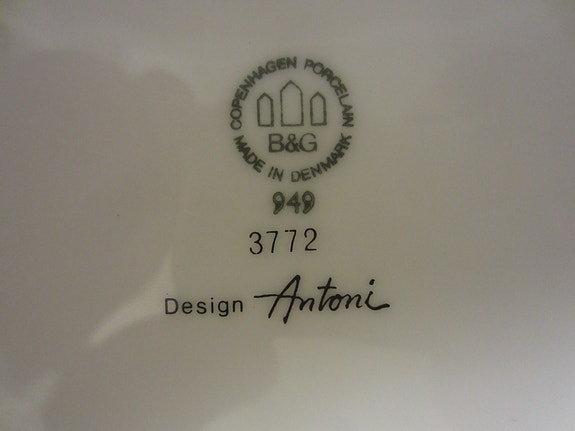 COPENHAGEN PORCELAIN
B&G
MADE IN DENMARK
949
3772
Design Antoni